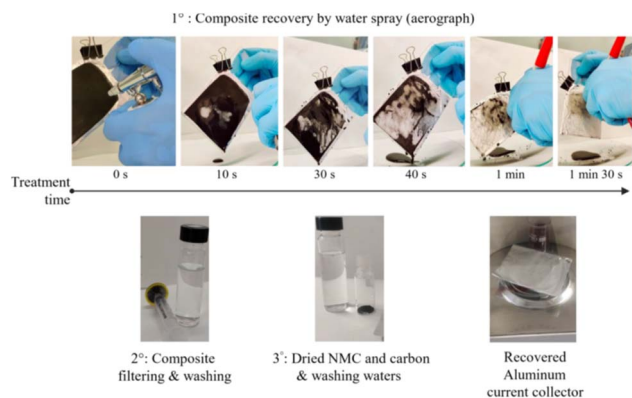 1° : Composite recovery by water spray (aerograph)
0 s
10 s
30 s
40 s
1 min
1 min 30 s
Treatment
time
2°: Composite
filtering & washing
3°: Dried NMC and carbon
& washing waters
Recovered
Aluminum
current collector